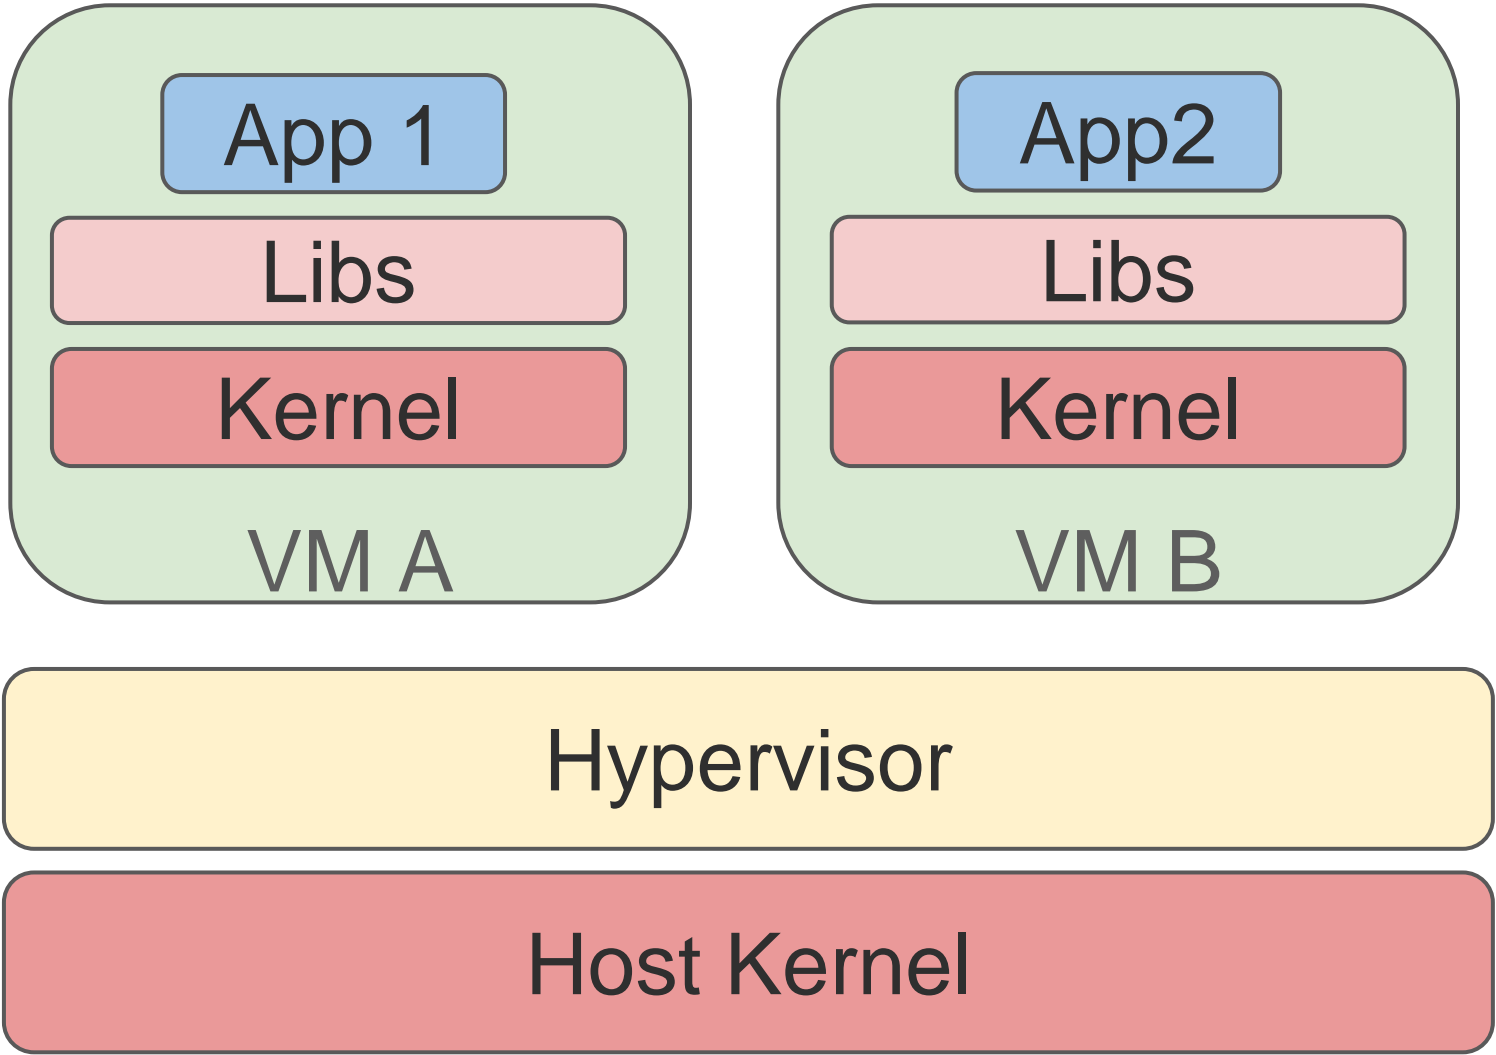 App 1
Libs
Kernel
VM A
App2
Libs
Kernel
VM B
Hypervisor
Host Kernel